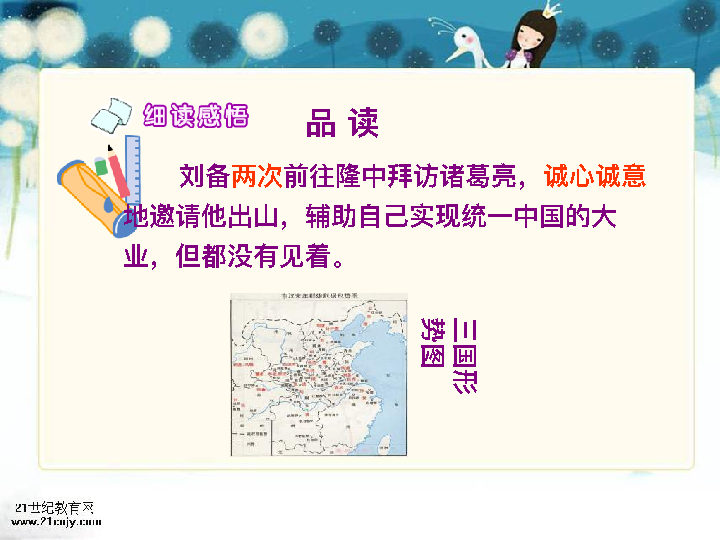 细读感悟
品 读
刘备两次前往隆中拜访诸葛亮，诚心诚意
地邀请他出山，辅助自己实现统一中国的大
业，但都没有见着。
三国形
势图
21世纪教育网
www.21cnjy.com